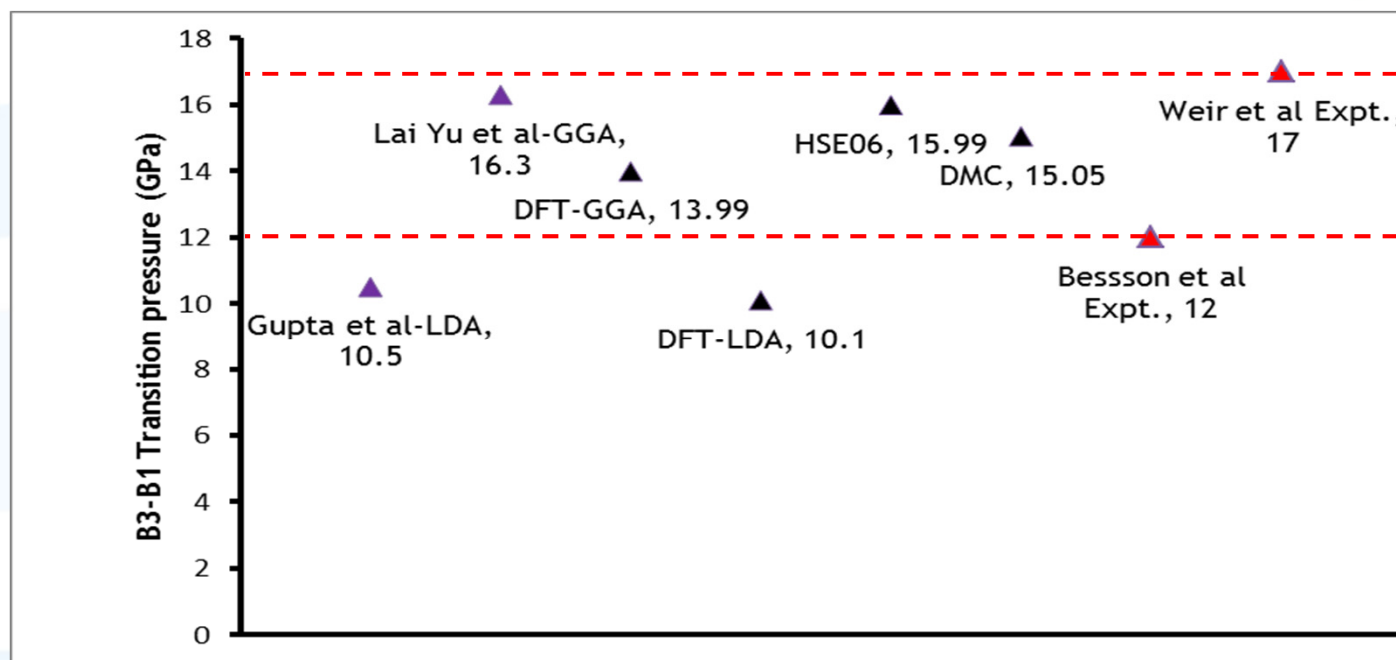 B3-B1 Transition pressure (GPa)
18
16
14
12
10
8
6
4
2
0
Gupta et al-LDA,
10.5
Lai Yu et al-GGA,
16.3
DFT-GGA, 13.99
DFT-LDA, 10.1
HSE06, 15.99
DMC, 15.05
Bessson et al
Expt., 12
Weir et al Expt.,
17